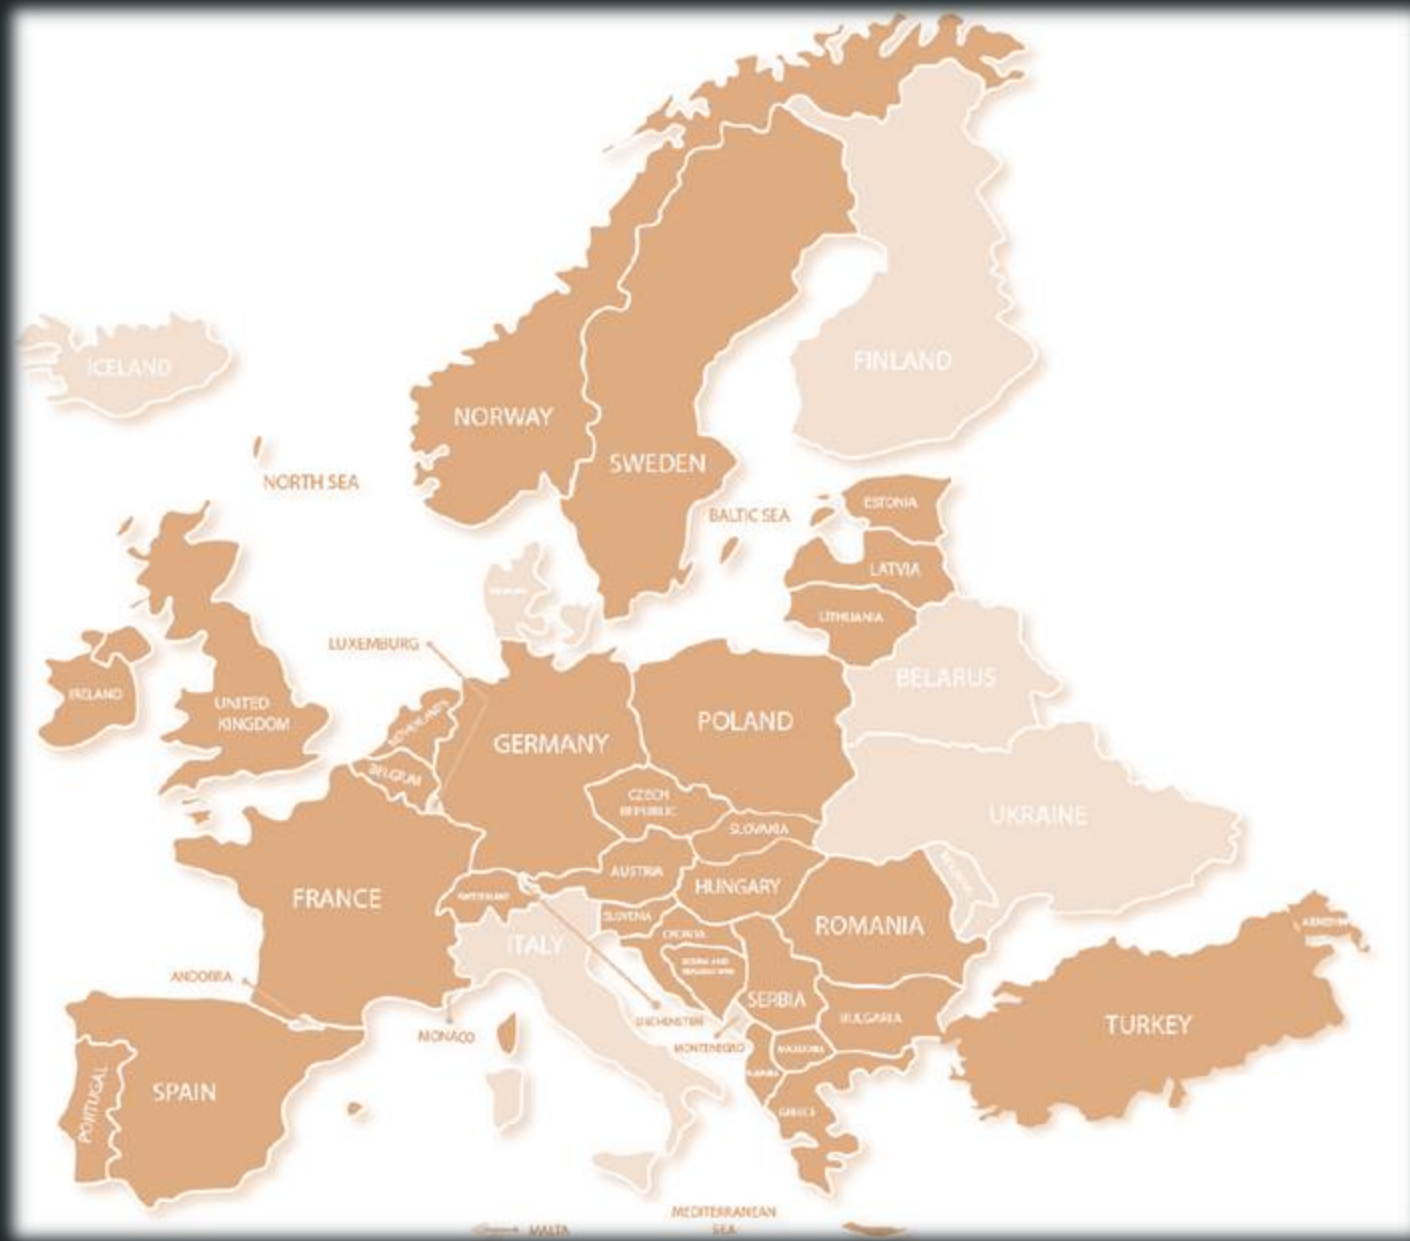 ICELAND
FINLAND
NORWAY
SWEDEN
NORTH SEA
ESTONIA
BALTIC SEA
LATVIA
LITHUANIA
LUXEMBURG
BELARUS
IRELAND
UNITED
KINGDOM
NETHERLANDS
POLAND
GERMANY
BELGIUM
CZECH
REPUBLIC
UKRAINE
SLOVAKIA
AUSTRIA
HUNGARY
FRANCE
SLOVENIA
ROMANIA
CROATIA
ITALY
ANDORRA
SERBIA
BULGARIA
TURKEY
MONACO
MONTENEGRO
MACEDONIA
SPAIN
PORTUGAL
GREECE
MEDITERRANEAN
SEA
MALTA